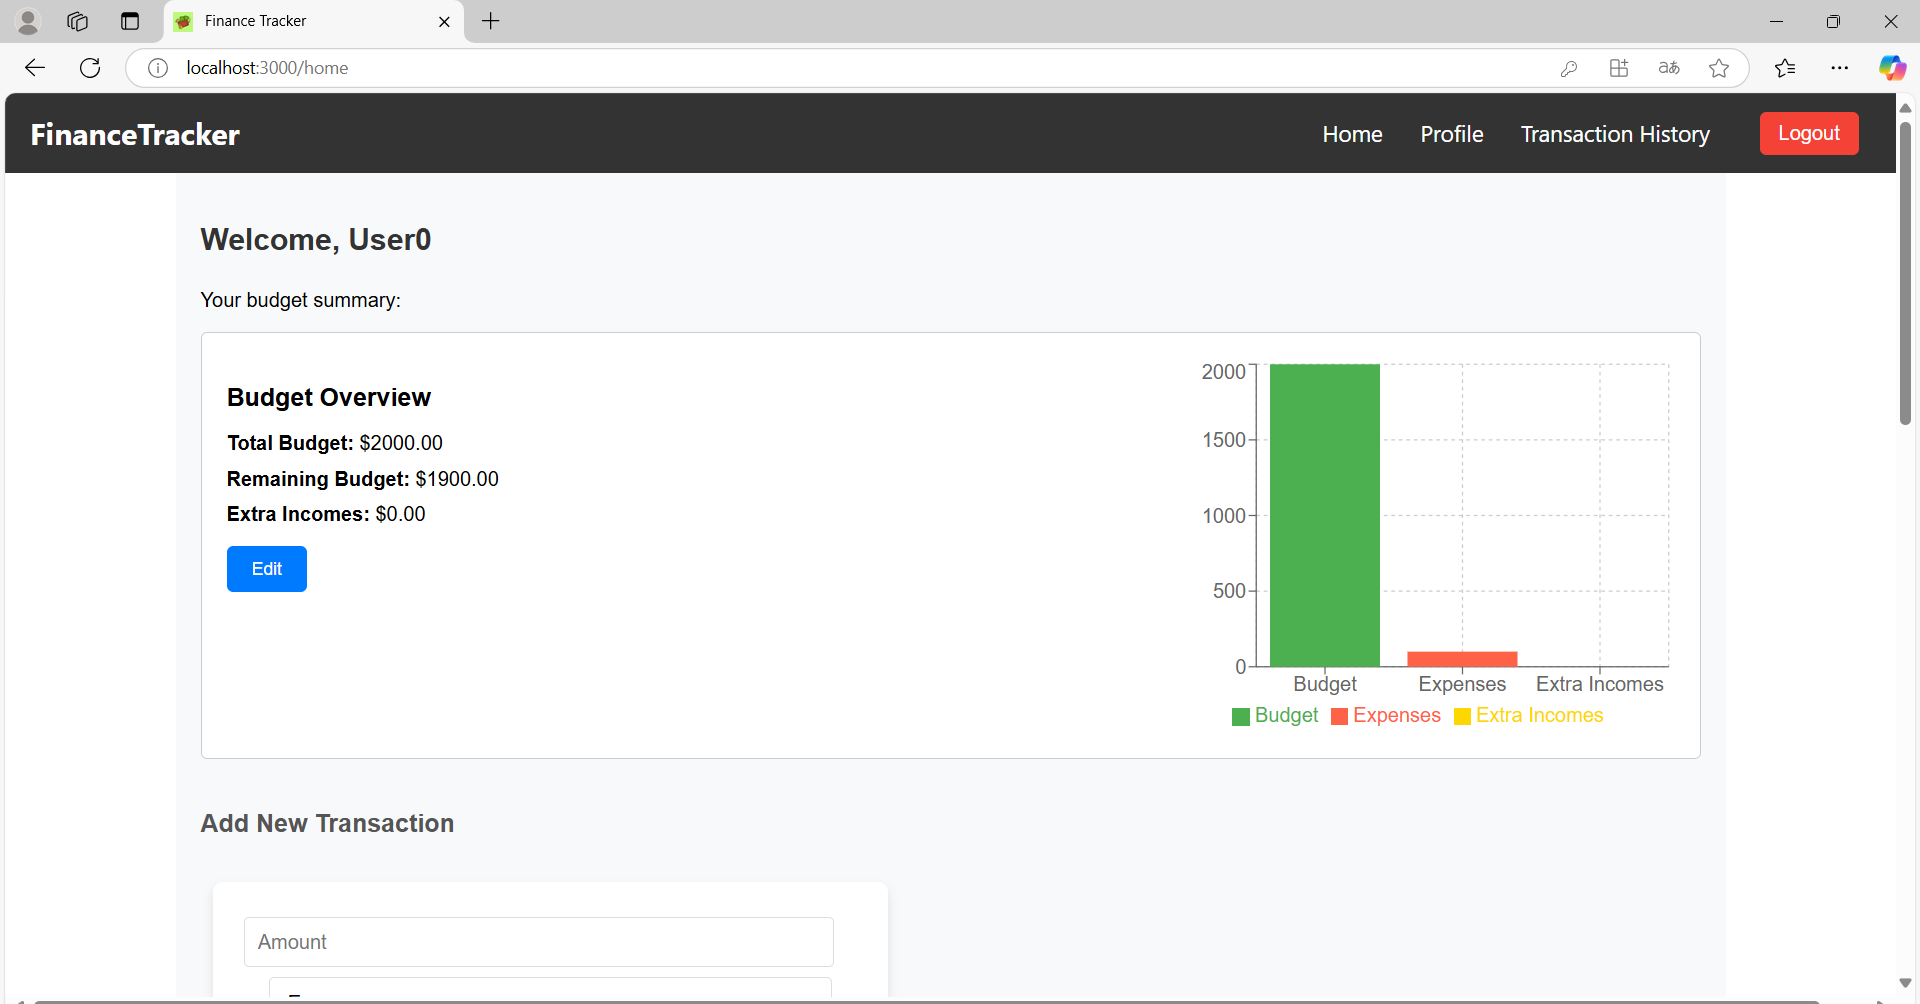 Finance Tracker
localhost:3000/home
aあ
FinanceTracker
Home Profile Transaction History Logout
Welcome, User0
Your budget summary:
Budget Overview
Total Budget: $2000.00
Remaining Budget: $1900.00
Extra Incomes: $0.00
Edit
2000
1500
1000
500
0
Budget Expenses Extra Incomes
Budget Expenses Extra Incomes
Add New Transaction
Amount